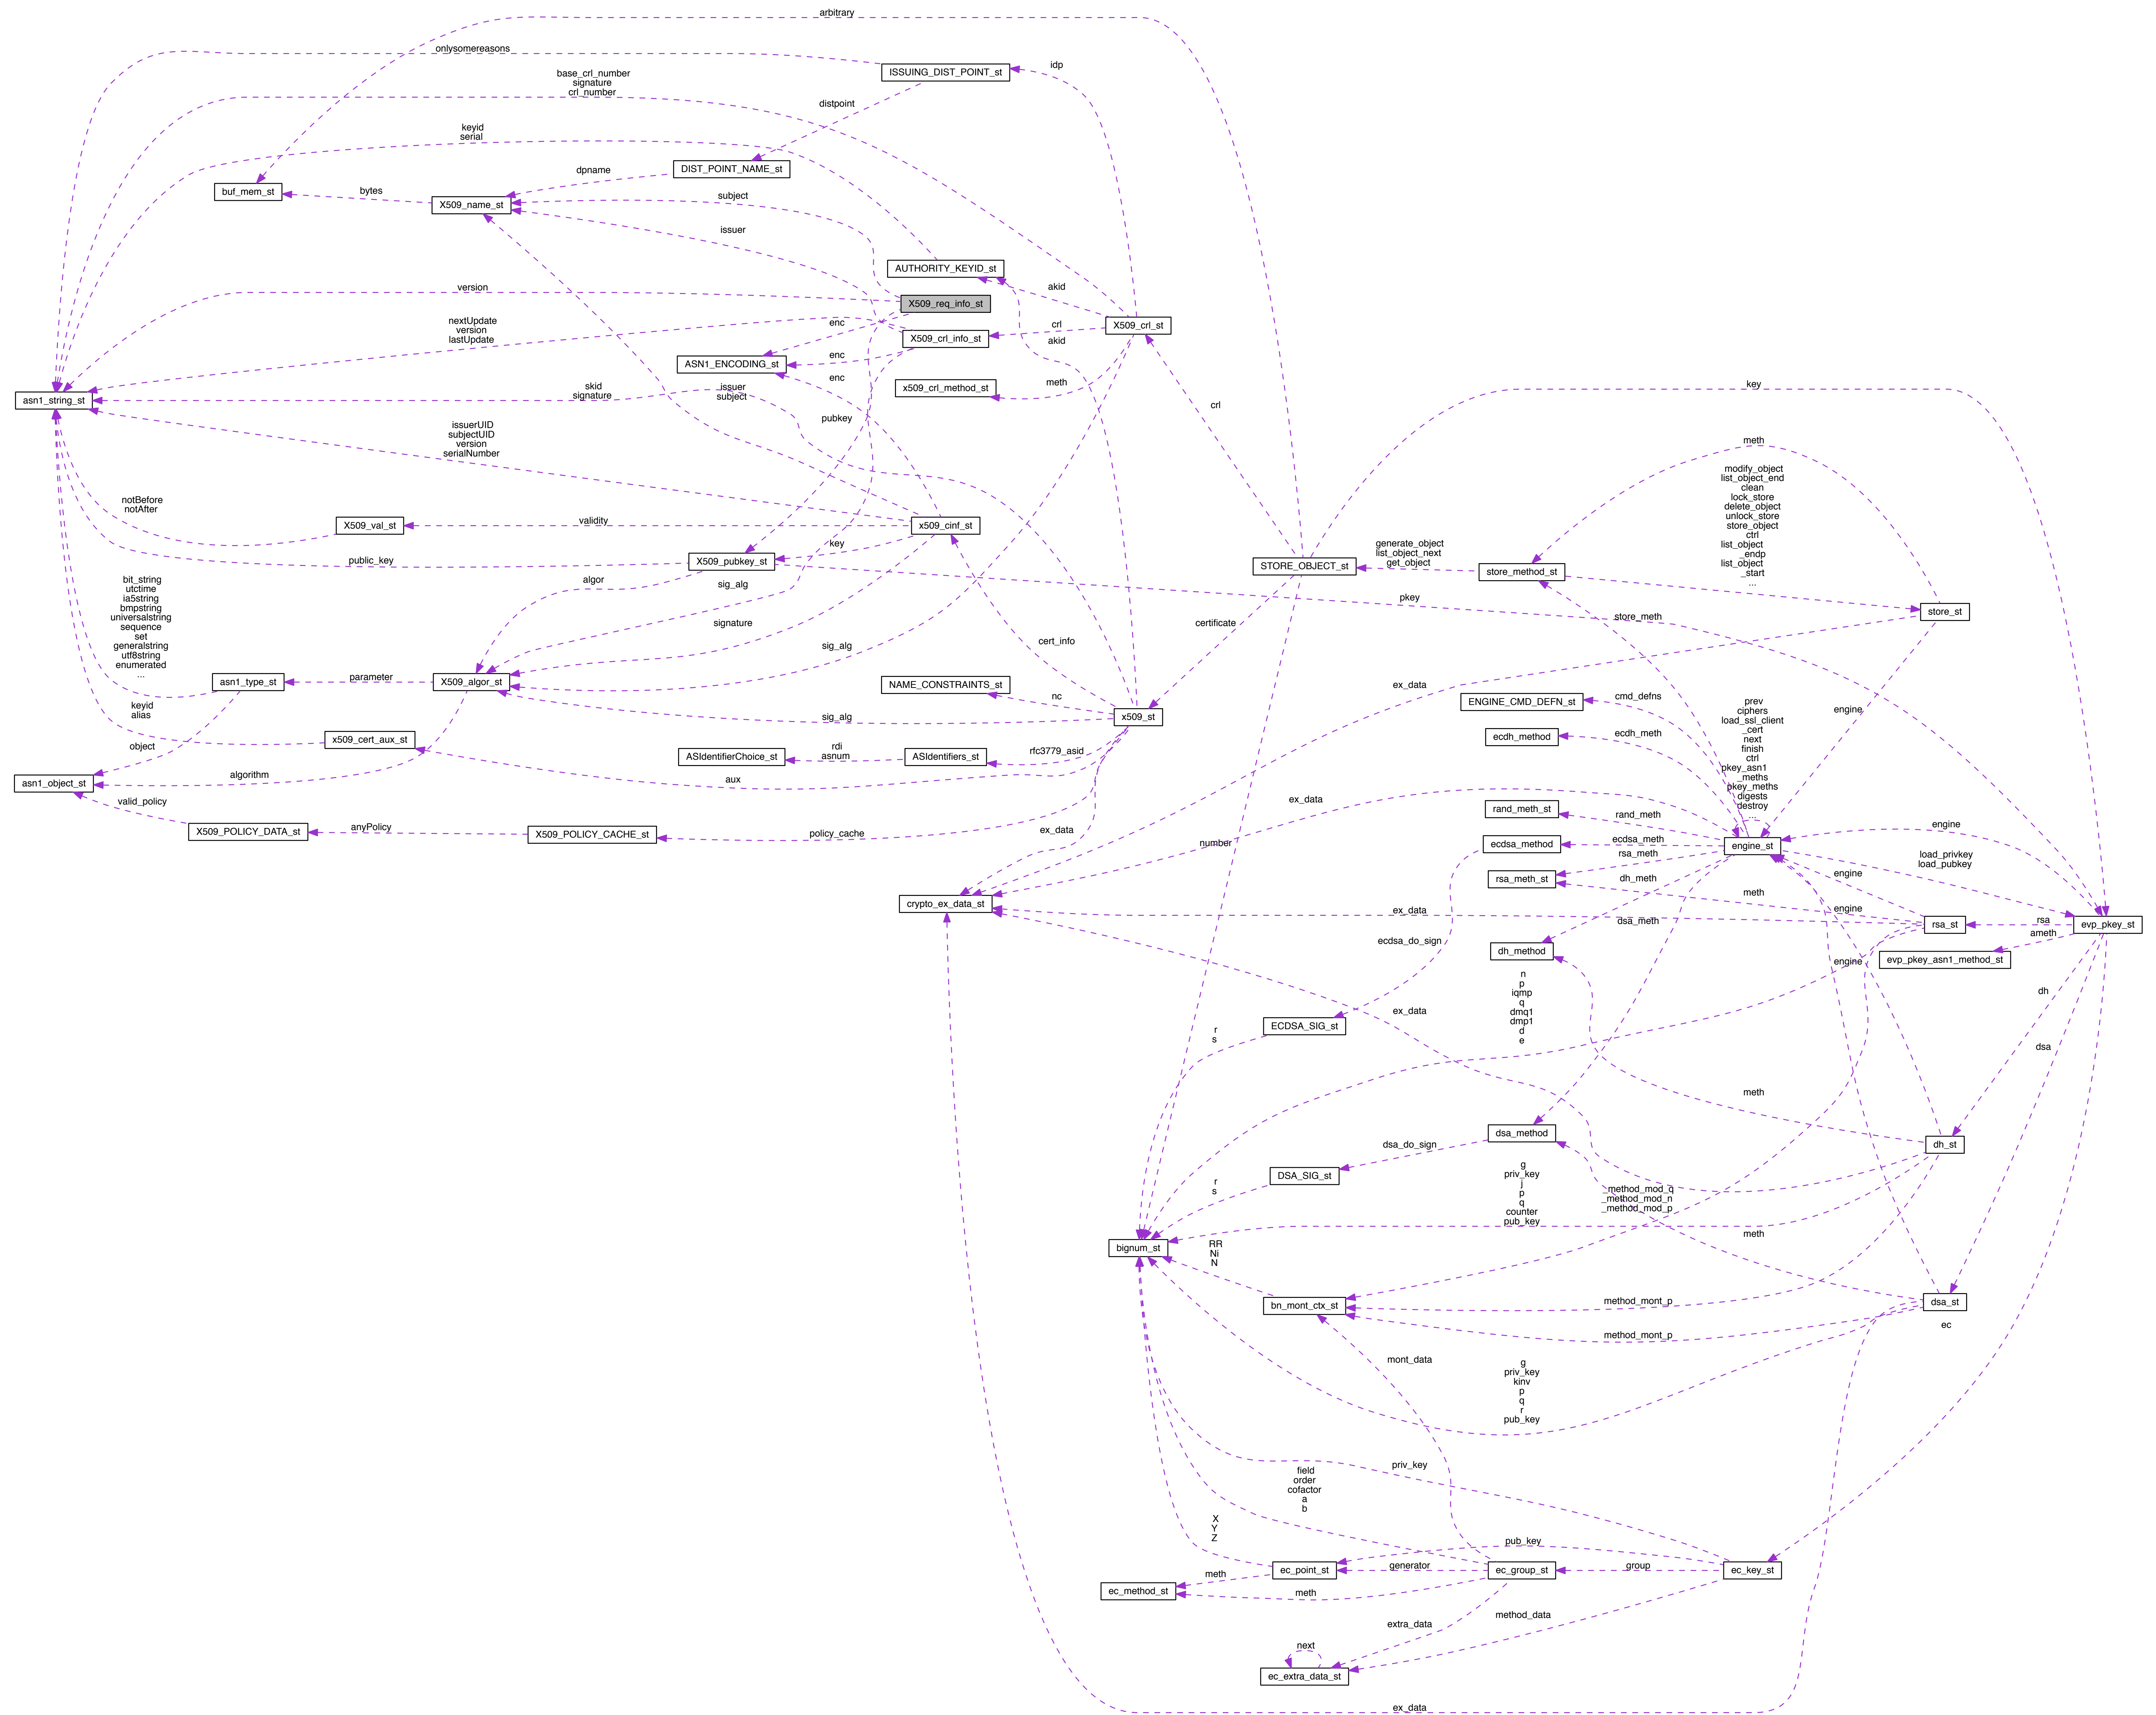 arbitrary
onlysomereasons
idp
ISSUING_DIST_POINT_st
base_crl_number
signature
crl_number
distpoint
keyid
serial
DIST_POINT_NAME_st
dpname
buf_mem_st
bytes
X509_name_st
subject
issuer
AUTHORITY_KEYID_st
akid
version
X509_req_info_st
nextUpdate
version
lastUpdate
enc
X509_crl_info_st
crl
X509_crl_st
akid
ASN1_ENCODING_st
enc
enc
x509_crl_method_st
meth
asn1_string_st
skid
signature
issuer
subject
key
crl
pubkey
issuerUID
subjectUID
version
serialNumber
meth
modify_object
list_object_end
clean
lock_store
delete_object
unlock_store
store_object
ctrl
list_object
_endp
list_object
_start
...
notBefore
notAfter
X509_val_st
validity
x509_cinf_st
key
generate_object
list_object_next
get_object
public_key
X509_pubkey_st
STORE_OBJECT_st
store_method_st
bit_string
utctime
ia5string
bmpstring
universalstring
sequence
set
generalstring
utf8string
enumerated
...
algor
sig_alg
pkey
store_st
signature
certificate
store_meth
cert_info
sig_alg
asn1_type_st
parameter
X509_algor_st
NAME_CONSTRAINTS_st
nc
ex_data
ENGINE_CMD_DEFN_st
cmd_defns
prev
ciphers
load_ssl_client
_cert
next
finish
ctrl
pkey_asn1
_meths
pkey_meths
digests
destroy
...
engine
keyid
alias
sig_alg
x509_st
object
x509_cert_aux_st
ASIdentifierChoice_st
rdi
asnum
ASIdentifiers_st
rfc3779_asid
ecdh_method
ecdh_meth
asn1_object_st
algorithm
aux
valid_policy
X509_POLICY_DATA_st
anyPolicy
X509_POLICY_CACHE_st
policy_cache
ex_data
ex_data
rand_meth_st
rand_meth
number
ecdsa_method
ecdsa_meth
engine_st
engine
rsa_meth
load_privkey
load_pubkey
rsa_meth_st
dh_meth
engine
meth
crypto_ex_data_st
ex_data
engine
dsa_meth
rsa_st
rsa
evp_pkey_st
ameth
ecdsa_do_sign
dh_method
evp_pkey_asn1_method_st
engine
n
p
iqmp
q
dmq1
dmp1
d
e
dh
ex_data
ECDSA_SIG_st
r
s
dsa
meth
dsa_method
dsa_do_sign
dh_st
DSA_SIG_st
r
s
g
priv_key
j
p
q
counter
pub_key
_method_mod_q
_method_mod_n
_method_mod_p
meth
bignum_st
RR
Ni
N
bn_mont_ctx_st
method_mont_p
dsa_st
method_mont_p
ec
mont_data
g
priv_key
kinv
p
q
r
pub_key
priv_key
field
order
cofactor
a
b
X
Y
Z
pub_key
ec_point_st
generator
ec_group_st
group
ec_key_st
meth
ec_method_st
meth
extra_data
method_data
next
ec_extra_data_st
ex_data